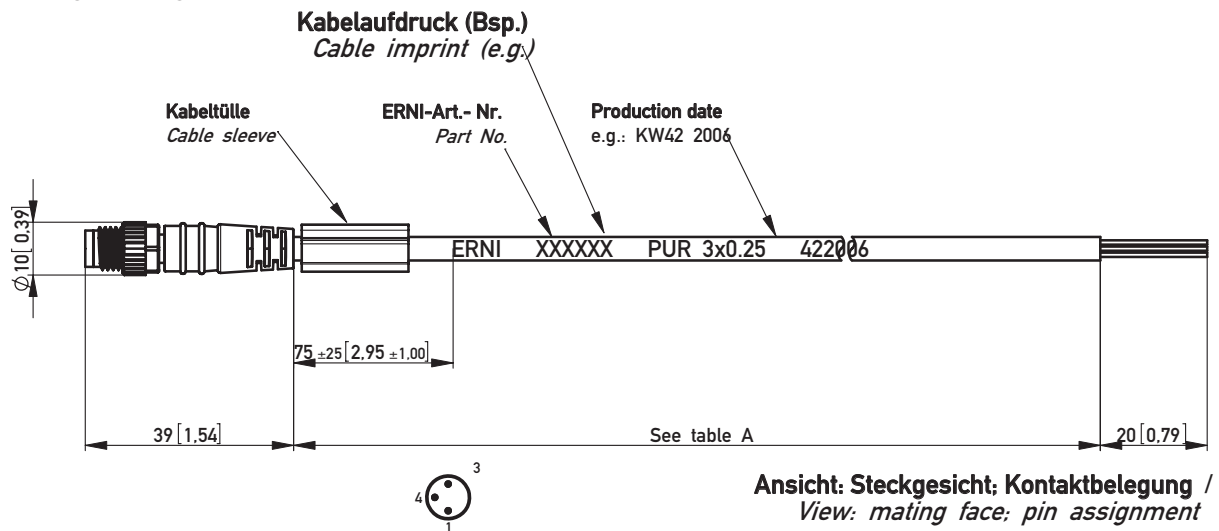 Kabelaufdruck (Bsp.)
Cable imprint (e.g.)
Kabeltülle
Cable sleeve
ERNI-Art.- Nr.
Part No.
Production date
e.g.: KW42 2006
⌀10[0,39]
ERNI XXXXXX PUR 3x0.25 422006
75 ±25[2,95 ±1,00]
39[1,54]
See table A
20[0,79]
3
4
1
Ansicht: Steckgesicht; Kontaktbelegung /
View: mating face; pin assignment